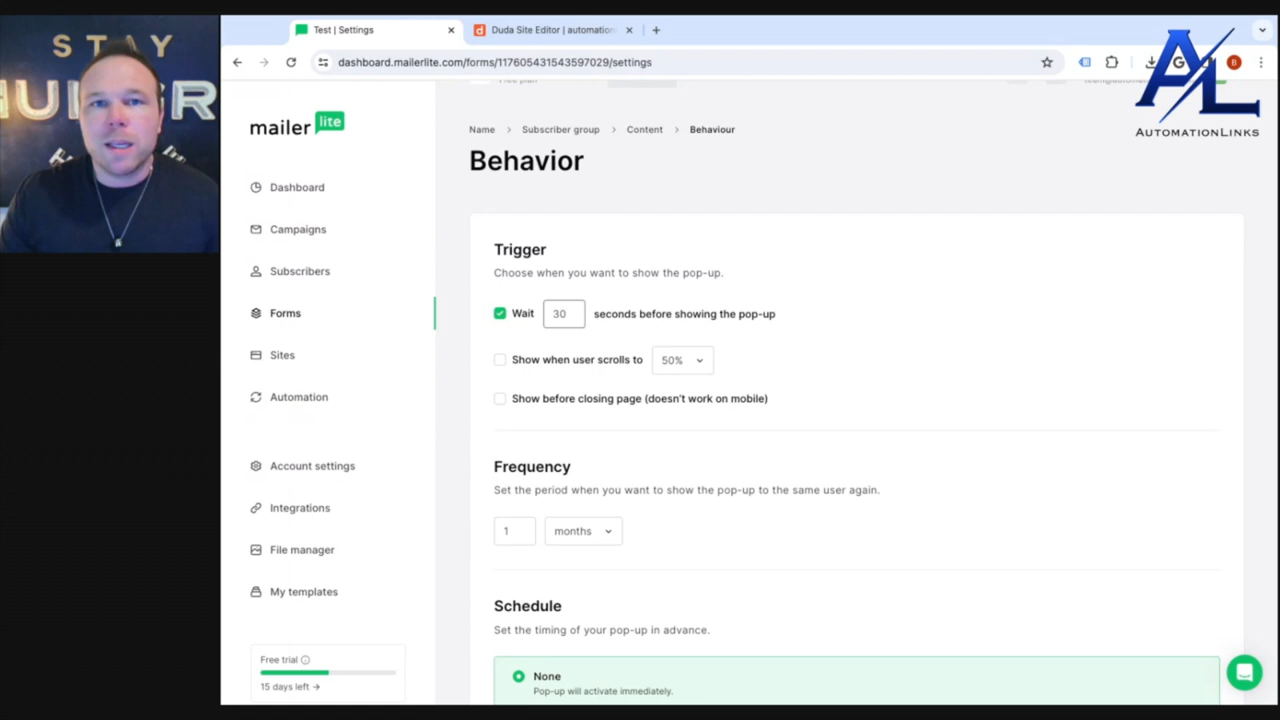 STAY
HUNGR
Test | Settings
Duda Site Editor | automation
dashboard.mailerlite.com/forms/117605431543597029/settings
B
AL
AUTOMATIONLINKS
mailer lite
Dashboard
Campaigns
Subscribers
Forms
Sites
Automation
Account settings
Integrations
File manager
My templates
Free trial
15 days left →
Name > Subscriber group > Content > Behaviour
Behavior
Trigger
Choose when you want to show the pop-up.
Wait 30 seconds before showing the pop-up
Show when user scrolls to 50%
Show before closing page (doesn't work on mobile)
Frequency
Set the period when you want to show the pop-up to the same user again.
1 months
Schedule
Set the timing of your pop-up in advance.
None
Pop-up will activate immediately.